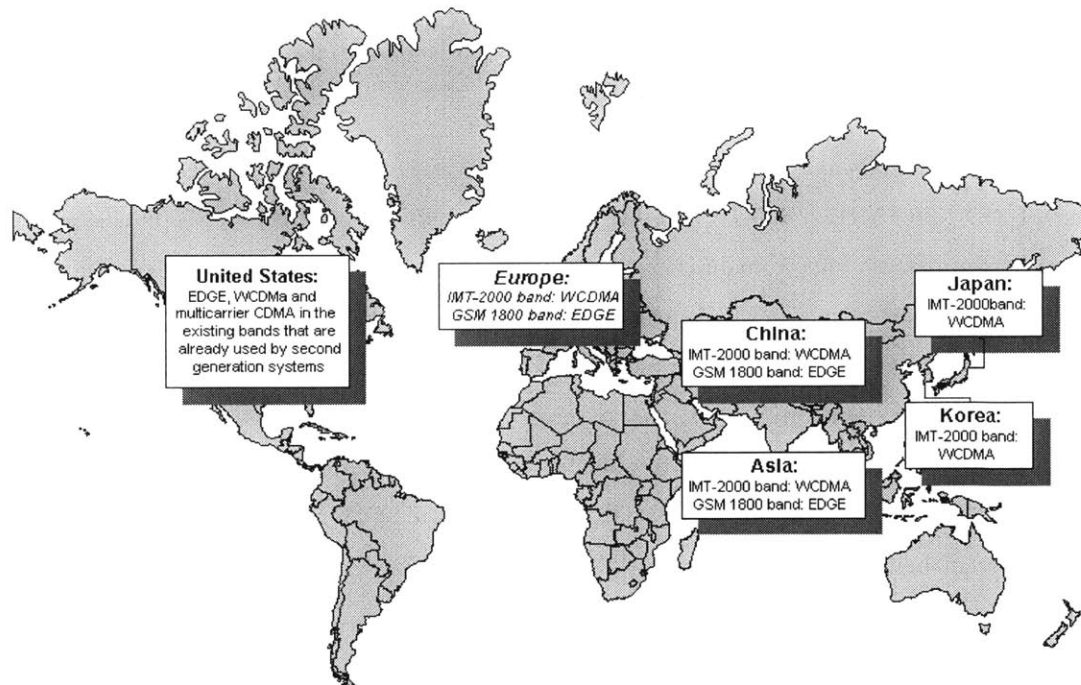 United States:
EDGE, WCDMa and
multicarrier CDMA in the
existing bands that are
already used by second
generation systems
Europe:
IMT-2000 band: WCDMA
GSM 1800 band: EDGE
Japan:
IMT-2000band:
WCDMA
China:
IMT-2000 band: WCDMA
GSM 1800 band: EDGE
Korea:
IMT-2000 band:
WCDMA
Asia:
IMT-2000 band: WCDMA
GSM 1800 band: EDGE